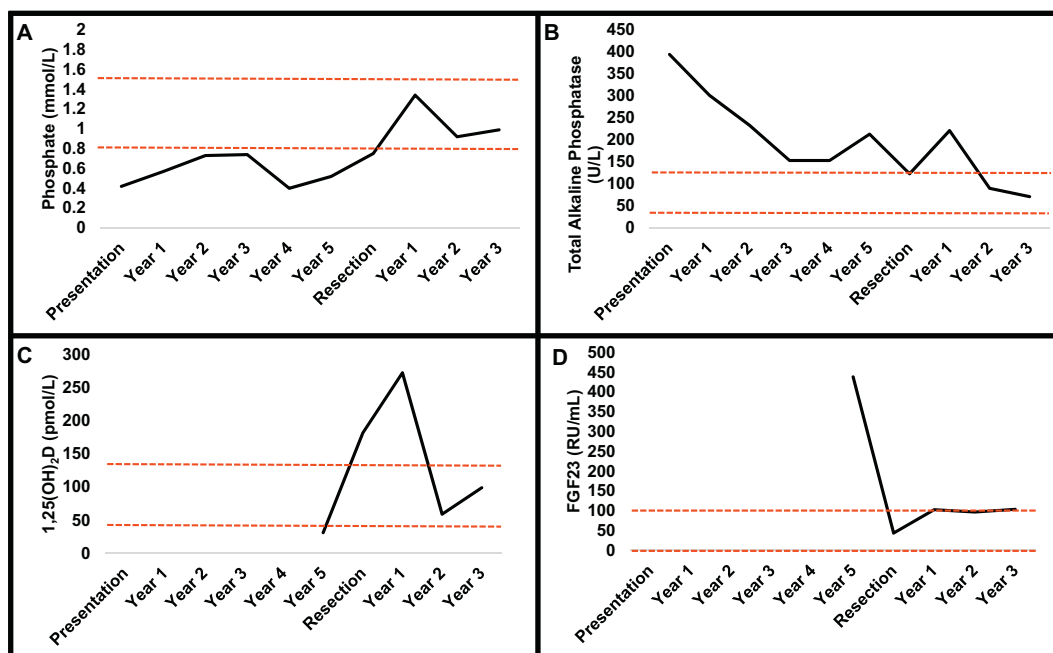 A
Phosphate (mmol/L)
2
1.8
1.6
1.4
1.2
1
0.8
0.6
0.4
0.2
0
Presentation
Year 1
Year 2
Year 3
Year 4
Year 5
Resection
Year 1
Year 2
Year 3
B
Total Alkaline Phosphatase
(U/L)
450
400
350
300
250
200
150
100
50
0
Presentation
Year 1
Year 2
Year 3
Year 4
Year 5
Resection
Year 1
Year 2
Year 3
C
1,25(OH)₂D (pmol/L)
300
250
200
150
100
50
0
Presentation
Year 1
Year 2
Year 3
Year 4
Year 5
Resection
Year 1
Year 2
Year 3
D
FGF23 (RU/mL)
500
450
400
350
300
250
200
150
100
50
0
Presentation
Year 1
Year 2
Year 3
Year 4
Year 5
Resection
Year 1
Year 2
Year 3